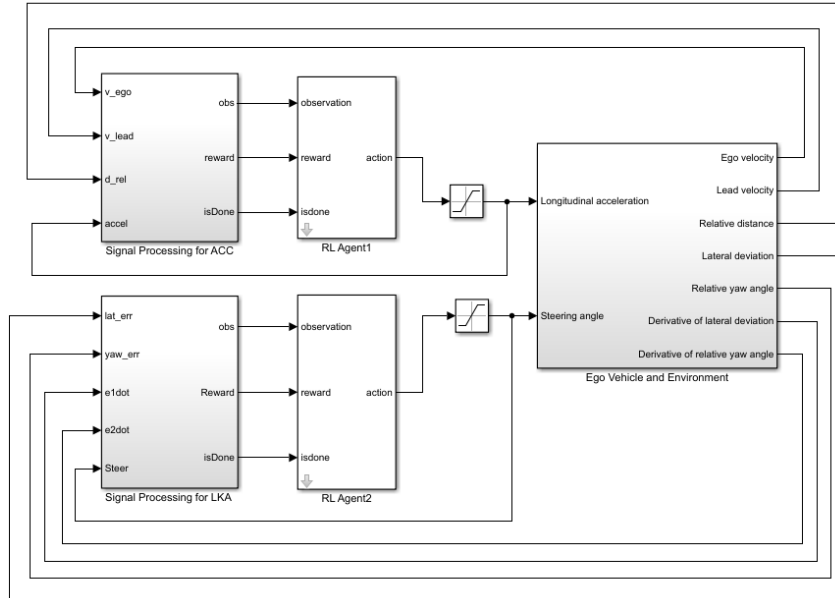 v_ego
v_lead
d_rel
accel
obs
reward
isDone
Signal Processing for ACC
observation
reward
isdone
action
RL Agent1
Longitudinal acceleration
Steering angle
Ego velocity
Lead velocity
Relative distance
Lateral deviation
Relative yaw angle
Derivative of lateral deviation
Derivative of relative yaw angle
Ego Vehicle and Environment
lat_err
yaw_err
e1dot
e2dot
Steer
obs
Reward
isDone
Signal Processing for LKA
observation
reward
isdone
action
RL Agent2